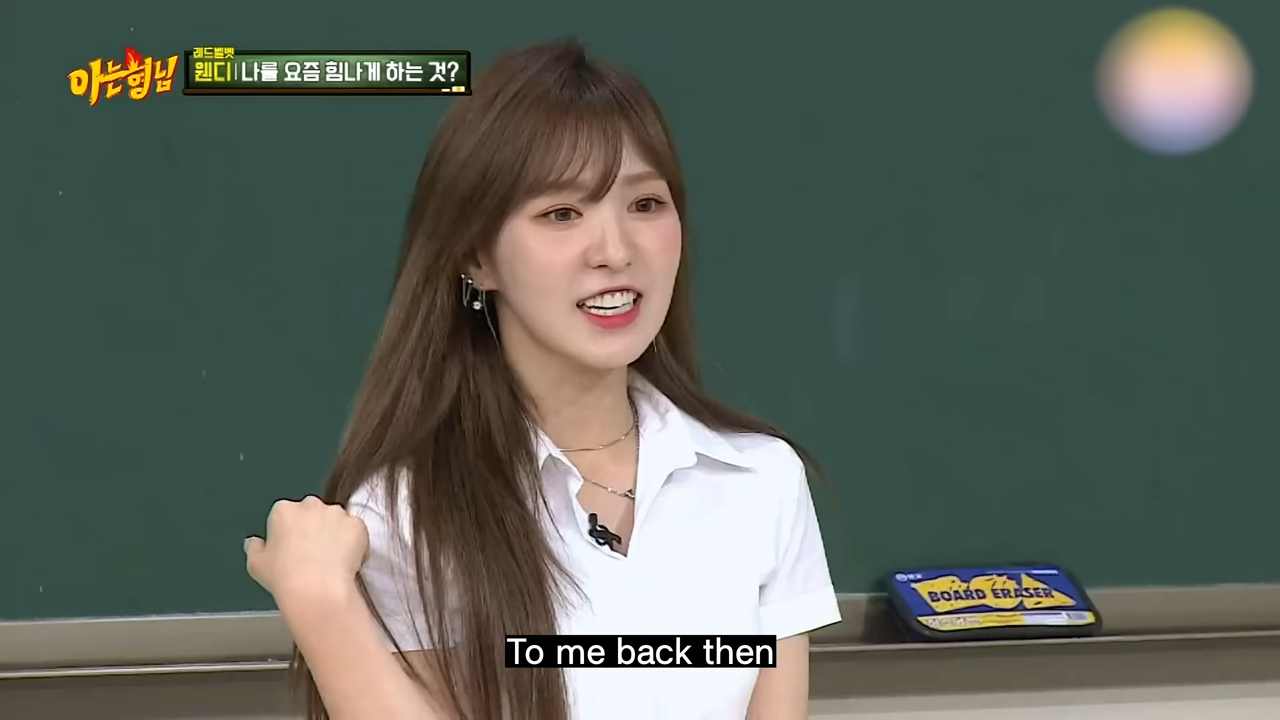 아는형님
레드벨벳
웬디 | 나를 요즘 힘나게 하는 것?
BOARD ERASER
To me back then